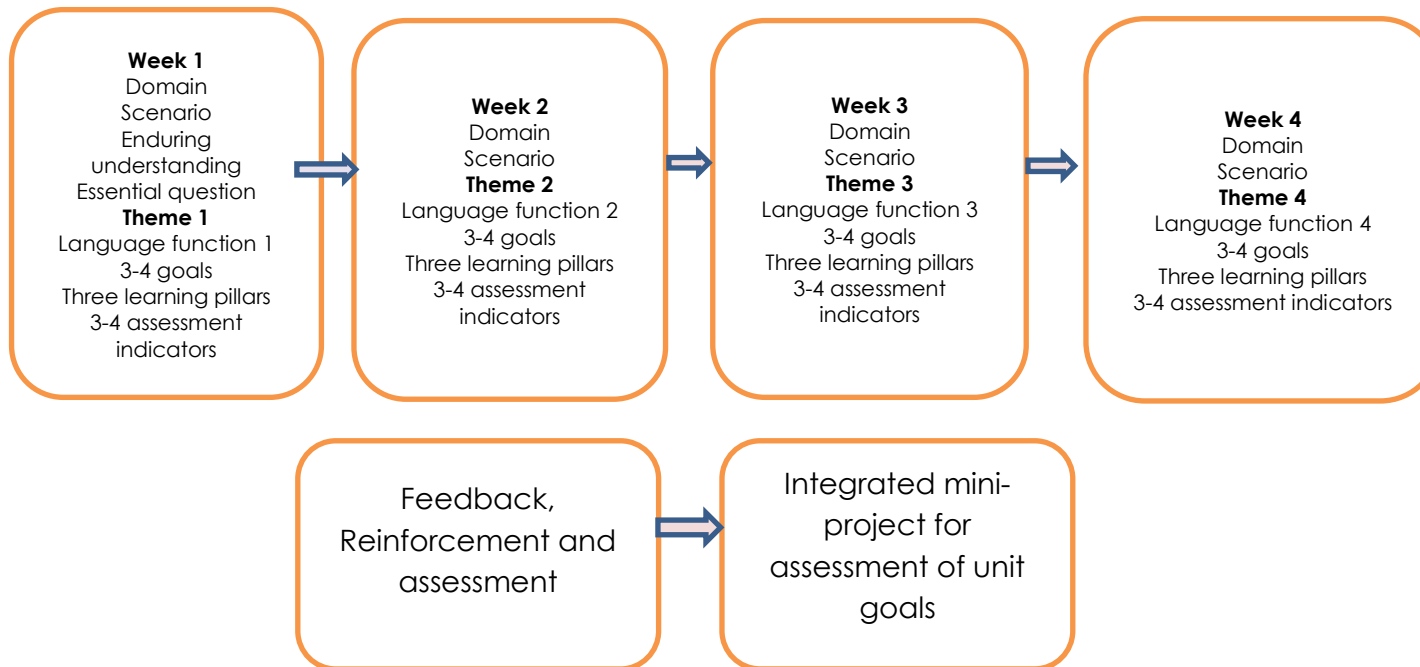 Week 1
Domain
Scenario
Enduring
understanding
Essential question
Theme 1
Language function 1
3-4 goals
Three learning pillars
3-4 assessment
indicators
Week 2
Domain
Scenario
Theme 2
Language function 2
3-4 goals
Three learning pillars
3-4 assessment
indicators
Week 3
Domain
Scenario
Theme 3
Language function 3
3-4 goals
Three learning pillars
3-4 assessment
indicators
Week 4
Domain
Scenario
Theme 4
Language function 4
3-4 goals
Three learning pillars
3-4 assessment indicators
Feedback,
Reinforcement and
assessment
Integrated mini-
project for
assessment of unit
goals